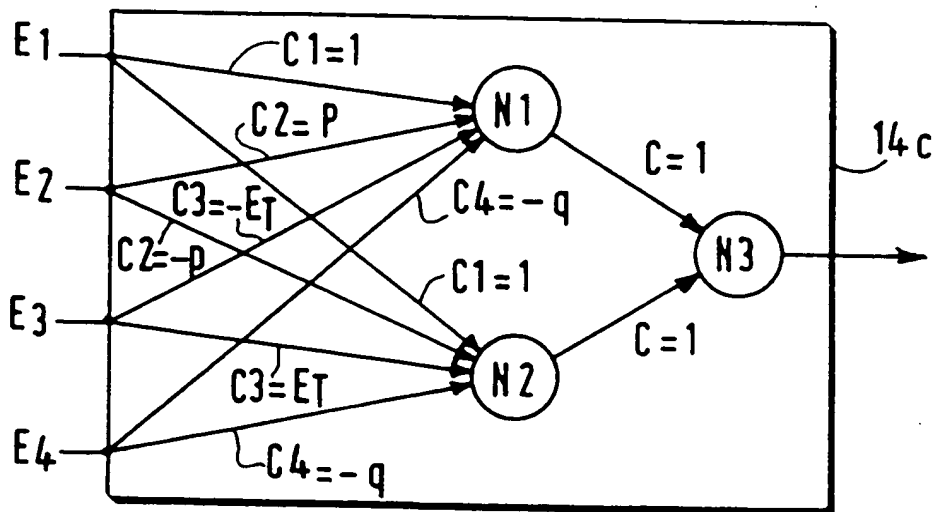 E1
C1=1
N1
C2=P
C=1
14c
E2
C3=-ET
C4=-q
C2=-p
N3
C1=1
E3
C=1
C3=ET
N2
E4
C4=-q